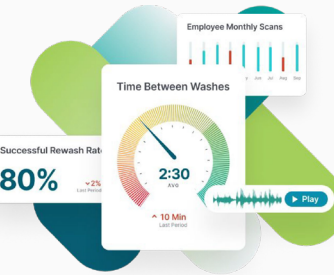 Employee Monthly Scans
Jun Jul Aug Sep
Time Between Washes
2:30
AVG
10 Min
Last Period
Successful Rewash Rate
80%
2%
Last Period
Play